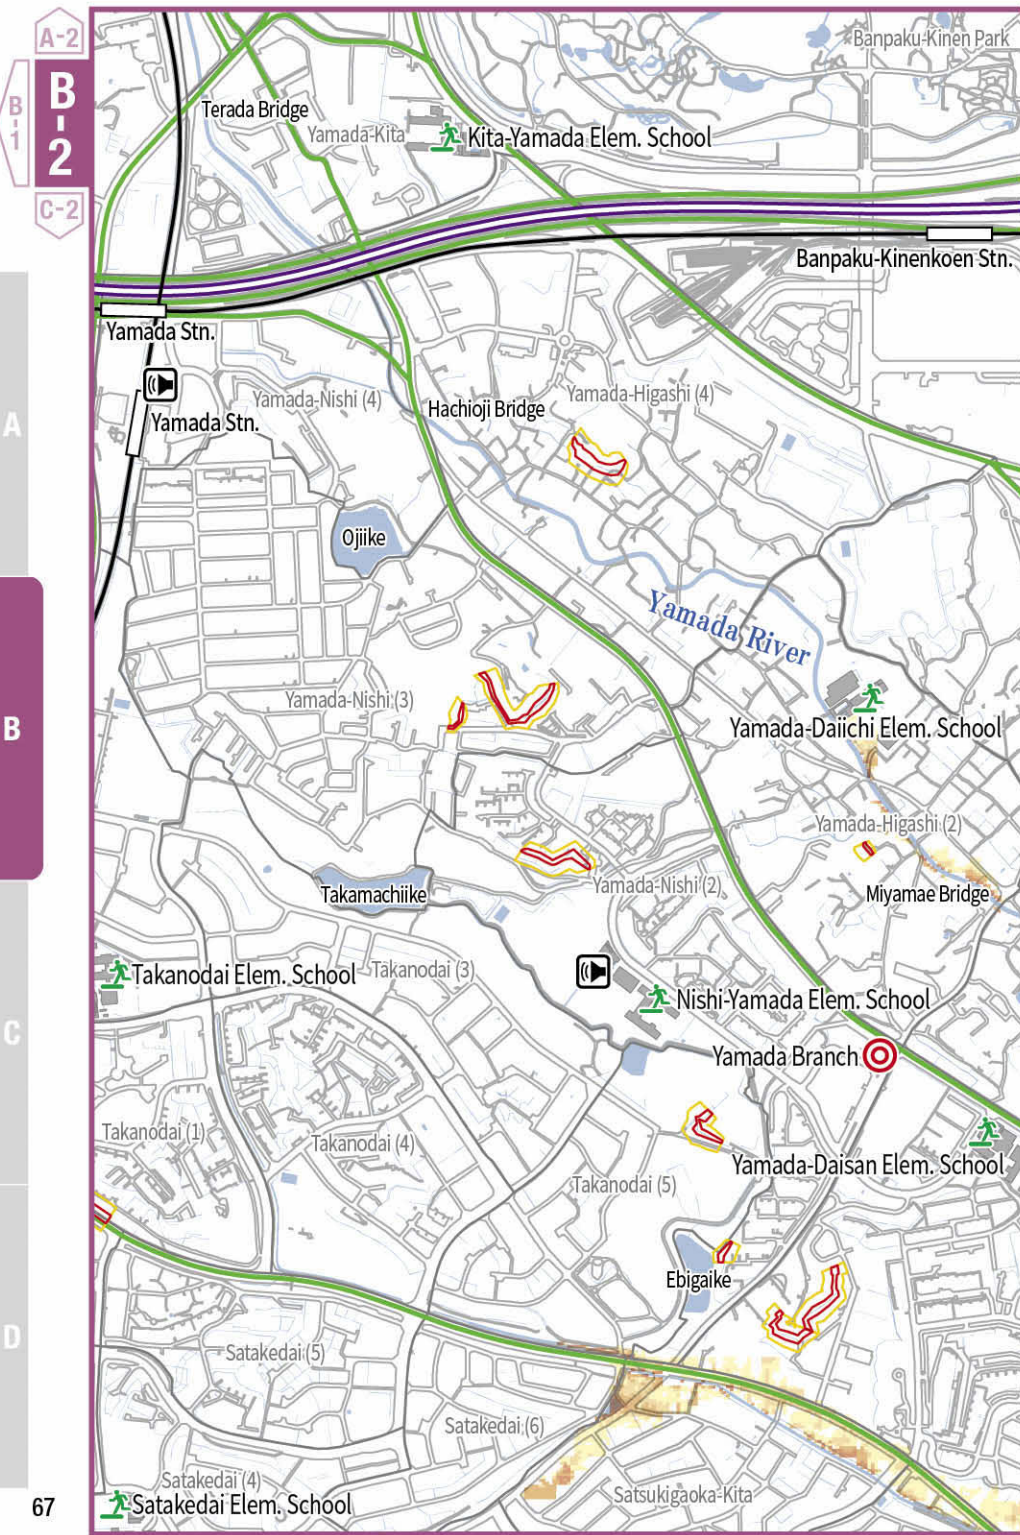 A-2
B-1
B-2
C-2
A
B
C
D
67
Banpaku-Kinen Park
Terada Bridge
Yamada-Kita
Kita-Yamada Elem. School
Banpaku-Kinenkoen Stn.
Yamada Stn.
Yamada-Nishi (4)
Hachioji Bridge
Yamada-Higashi (4)
Yamada Stn.
Ojiike
Yamada River
Yamada-Nishi (3)
Yamada-Daiichi Elem. School
Yamada-Higashi (2)
Takamachiike
Yamada-Nishi (2)
Miyamae Bridge
Takanodai Elem. School
Takanodai (3)
Nishi-Yamada Elem. School
Yamada Branch
Takanodai (1)
Takanodai (4)
Takanodai (5)
Yamada-Daisan Elem. School
Ebigaike
Satakedai (5)
Satakedai (6)
Satakedai (4)
Satsukigaoka-Kita
Satakedai Elem. School